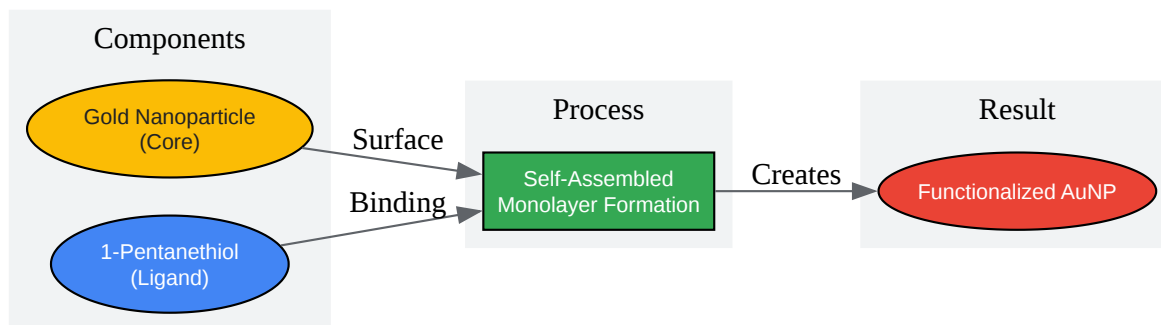 Components
Gold Nanoparticle
(Core)
1-Pentanethiol
(Ligand)
Surface
Binding
Process
Self-Assembled
Monolayer Formation
Creates
Result
Functionalized AuNP